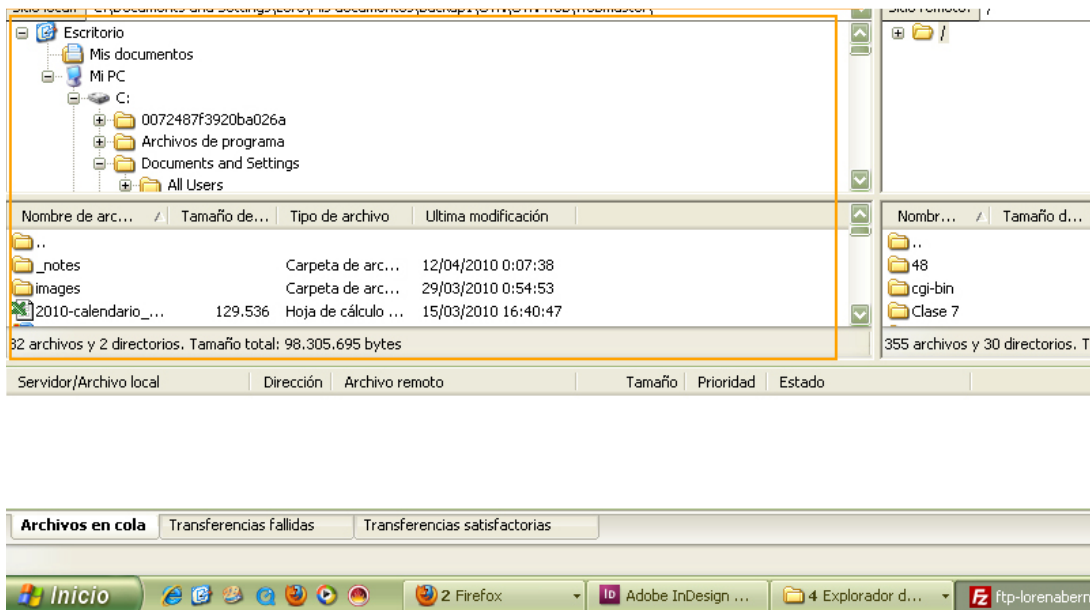 Escritorio
/
Mis documentos
Mi PC
C:
0072487f3920ba026a
Archivos de programa
Documents and Settings
All Users
Nombre de arc... Tamaño de... Tipo de archivo Ultima modificación
Nombr... Tamaño d...
..
_notes Carpeta de arc... 12/04/2010 0:07:38
images Carpeta de arc... 29/03/2010 0:54:53
2010-calendario_... 129.536 Hoja de cálculo ... 15/03/2010 16:40:47
..
48
cgi-bin
Clase 7
82 archivos y 2 directorios. Tamaño total: 98.305.695 bytes
355 archivos y 30 directorios. T
Servidor/Archivo local Dirección Archivo remoto Tamaño Prioridad Estado
Archivos en cola Transferencias fallidas Transferencias satisfactorias
Inicio 2 Firefox Adobe InDesign ... 4 Explorador d... ftp-lorenaberr